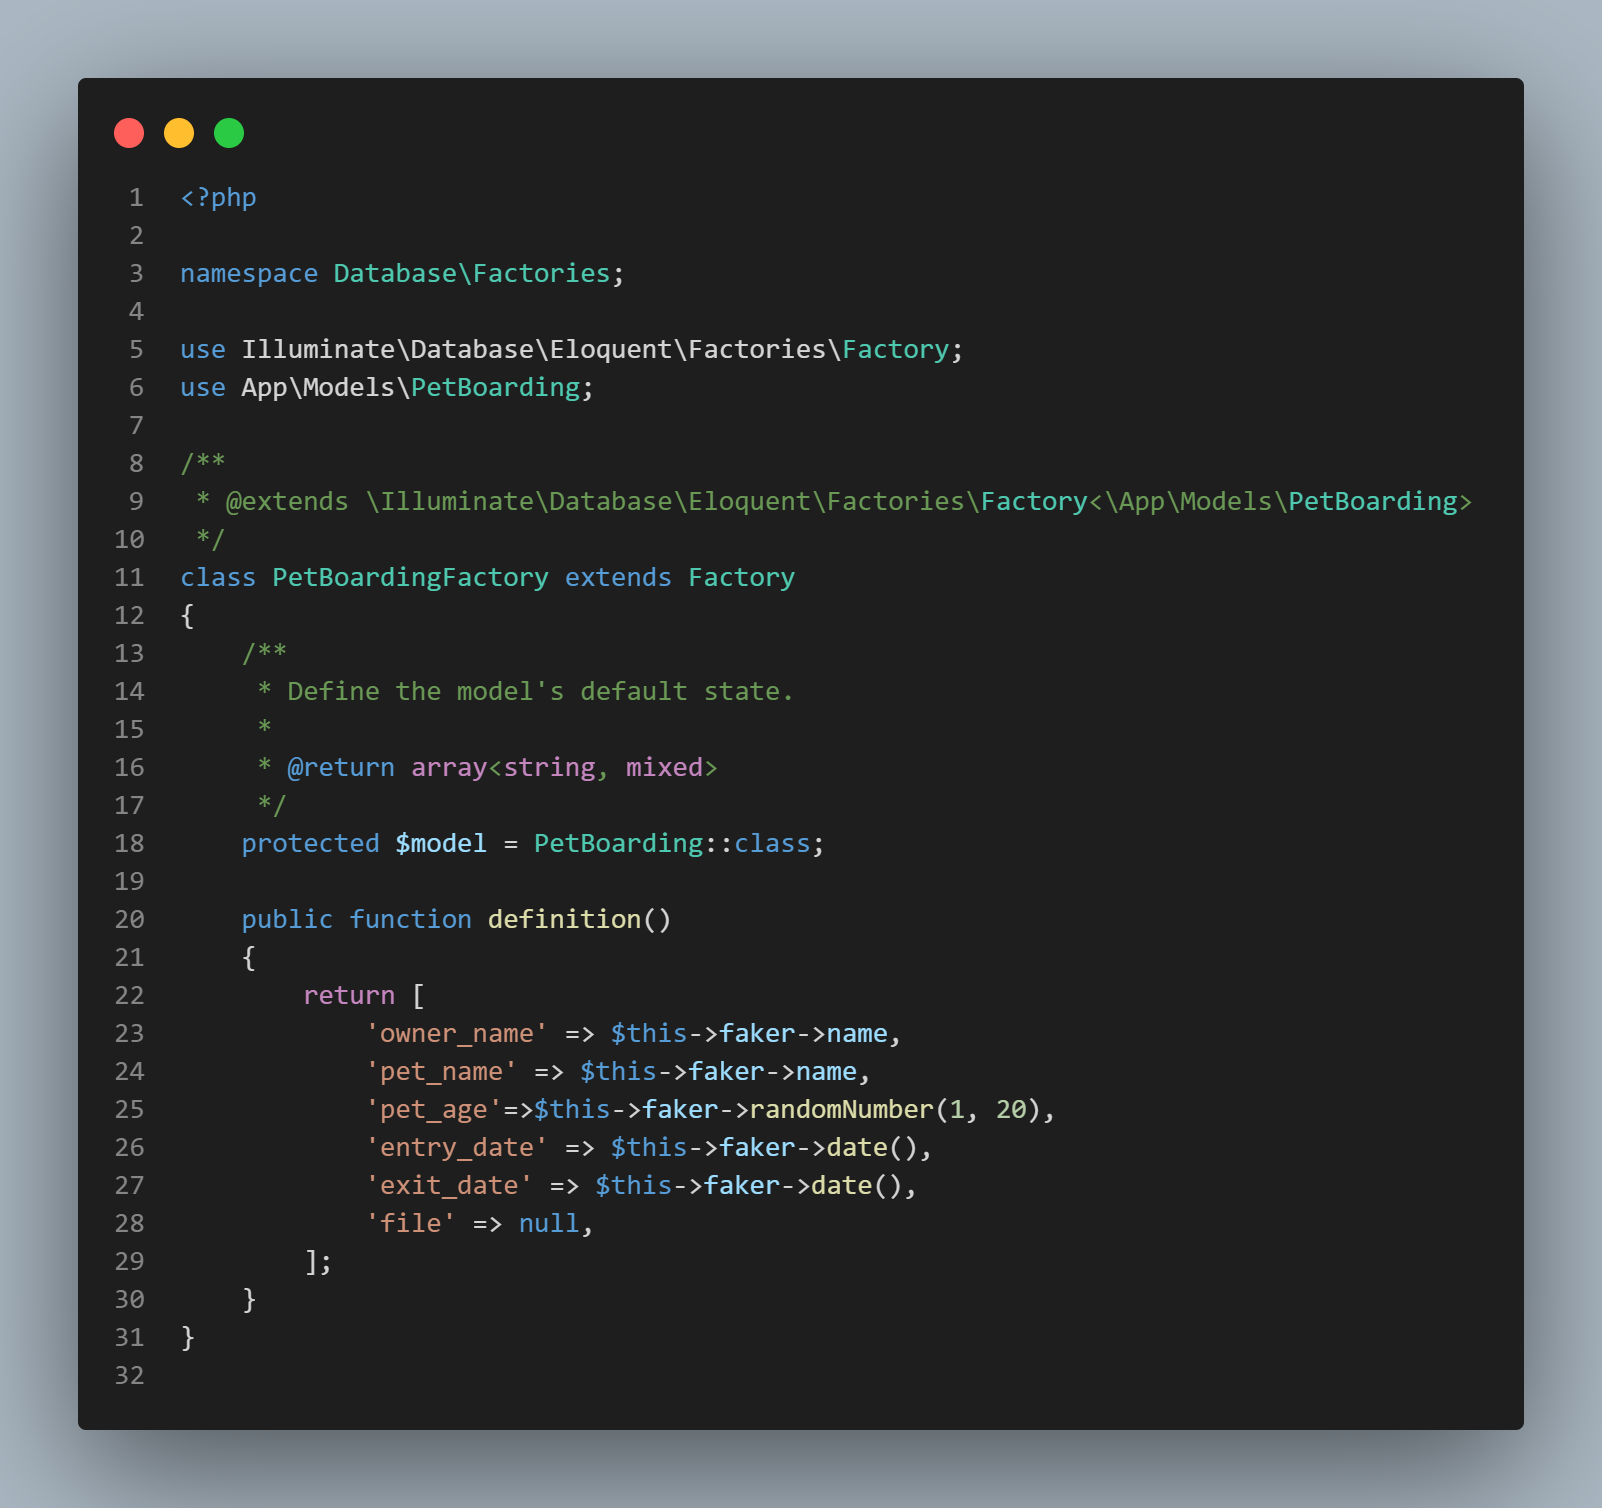 1 <?php
2
3 namespace Database\Factories;
4
5 use Illuminate\Database\Eloquent\Factories\Factory;
6 use App\Models\PetBoarding;
7
8 /**
9  * @extends \Illuminate\Database\Eloquent\Factories\Factory<\App\Models\PetBoarding>
10  */
11 class PetBoardingFactory extends Factory
12 {
13     /**
14      * Define the model's default state.
15      *
16      * @return array<string, mixed>
17      */
18     protected $model = PetBoarding::class;
19
20     public function definition()
21     {
22         return [
23             'owner_name' => $this->faker->name,
24             'pet_name' => $this->faker->name,
25             'pet_age'=>$this->faker->randomNumber(1, 20),
26             'entry_date' => $this->faker->date(),
27             'exit_date' => $this->faker->date(),
28             'file' => null,
29         ];
30     }
31 }
32